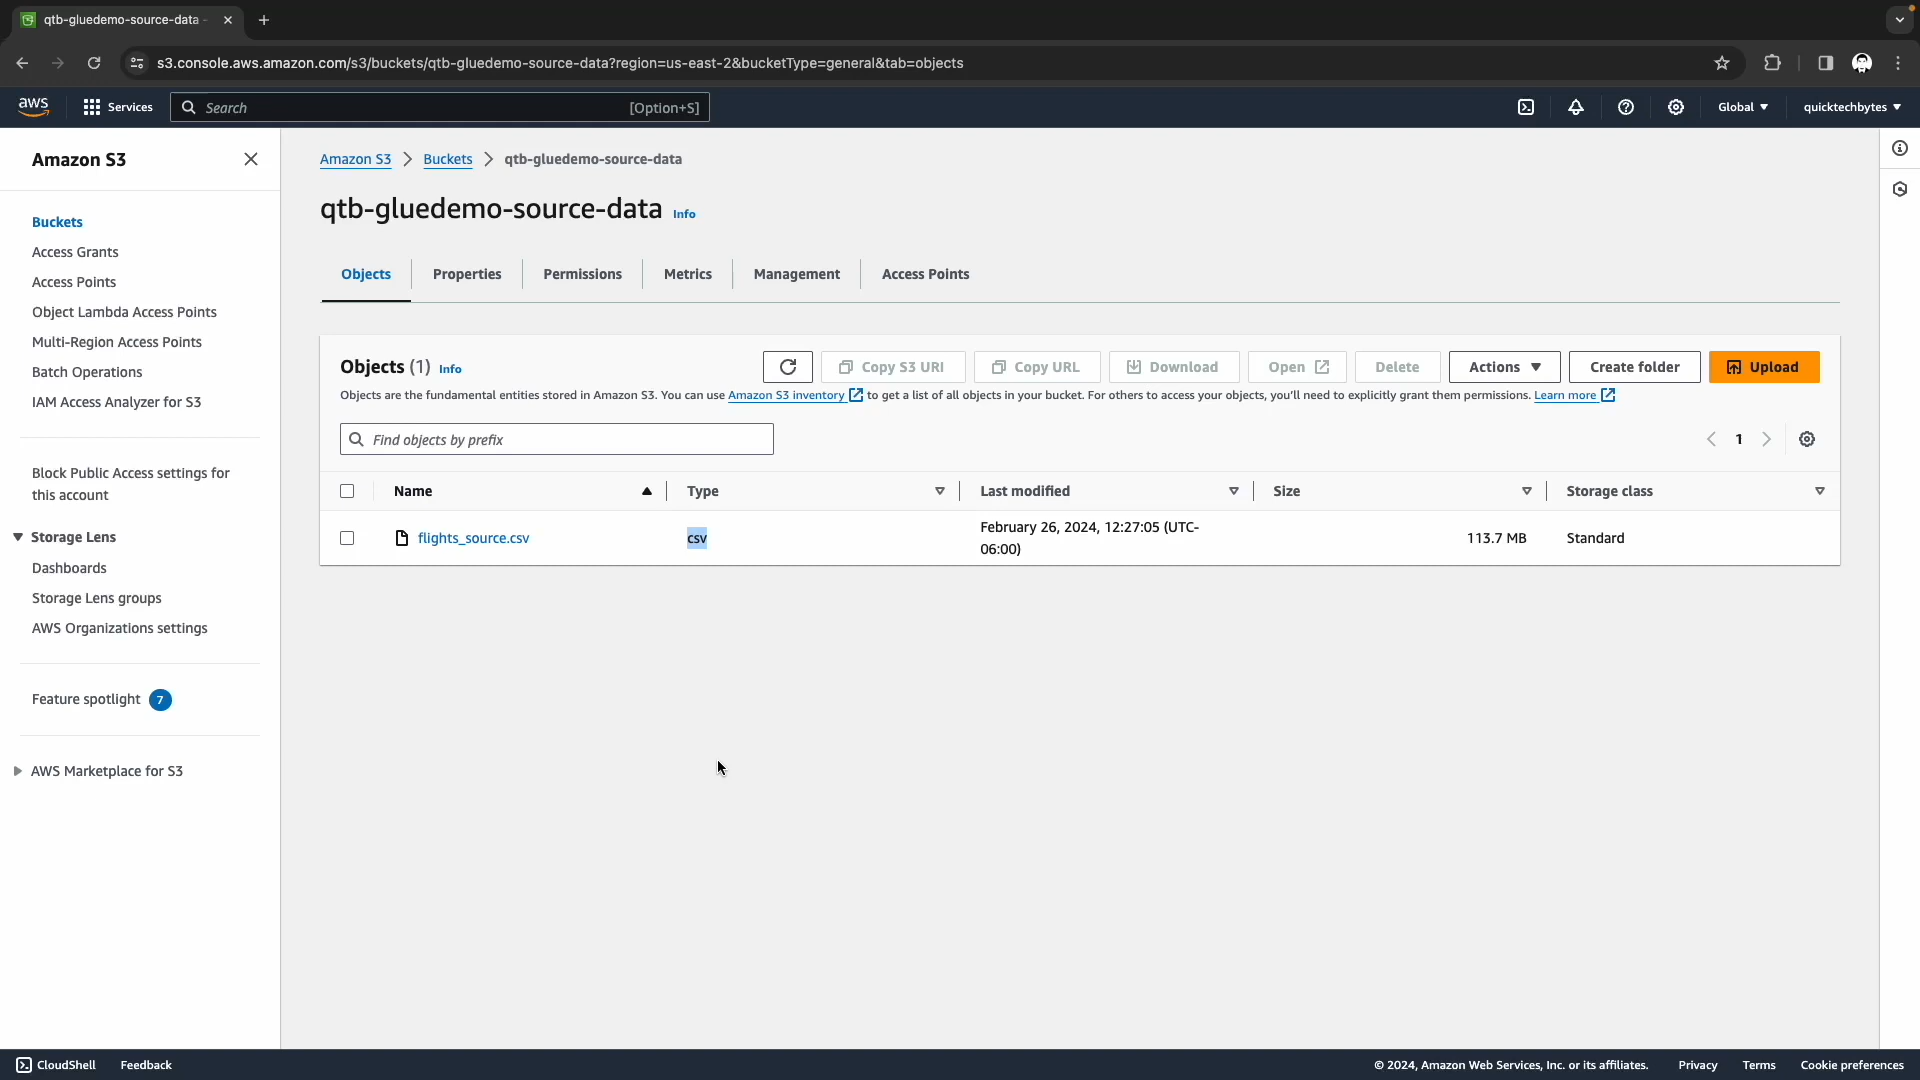 qtb-gluedemo-source-data -
s3.console.aws.amazon.com/s3/buckets/qtb-gluedemo-source-data?region=us-east-2&bucketType=general&tab=objects
aws
Services
Search
[Option+S]
Global
quicktechbytes
Amazon S3
Buckets
Access Grants
Access Points
Object Lambda Access Points
Multi-Region Access Points
Batch Operations
IAM Access Analyzer for S3
Block Public Access settings for
this account
Storage Lens
Dashboards
Storage Lens groups
AWS Organizations settings
Feature spotlight 7
AWS Marketplace for S3
Amazon S3 > Buckets > qtb-gluedemo-source-data
qtb-gluedemo-source-data Info
Objects
Properties
Permissions
Metrics
Management
Access Points
Objects (1) Info
Copy S3 URI
Copy URL
Download
Open
Delete
Actions
Create folder
Upload
Objects are the fundamental entities stored in Amazon S3. You can use Amazon S3 inventory to get a list of all objects in your bucket. For others to access your objects, you'll need to explicitly grant them permissions. Learn more
Find objects by prefix
1
Name
Type
Last modified
Size
Storage class
flights_source.csv
csv
February 26, 2024, 12:27:05 (UTC-
06:00)
113.7 MB
Standard
CloudShell
Feedback
© 2024, Amazon Web Services, Inc. or its affiliates.
Privacy
Terms
Cookie preferences